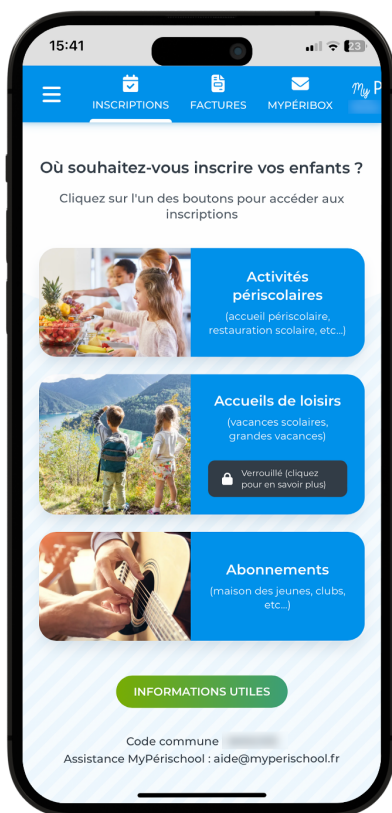 15:41
23
INSCRIPTIONS
FACTURES
MYPÉRIBOX
My P
Où souhaitez-vous inscrire vos enfants ?
Cliquez sur l'un des boutons pour accéder aux
inscriptions
Activités
périscolaires
(accueil périscolaire,
restauration scolaire, etc...)
Accueils de loisirs
(vacances scolaires,
grandes vacances)
Verrouillé (cliquez
pour en savoir plus)
Abonnements
(maison des jeunes, clubs,
etc...)
INFORMATIONS UTILES
Code commune
Assistance MyPérischool : aide@myperischool.fr